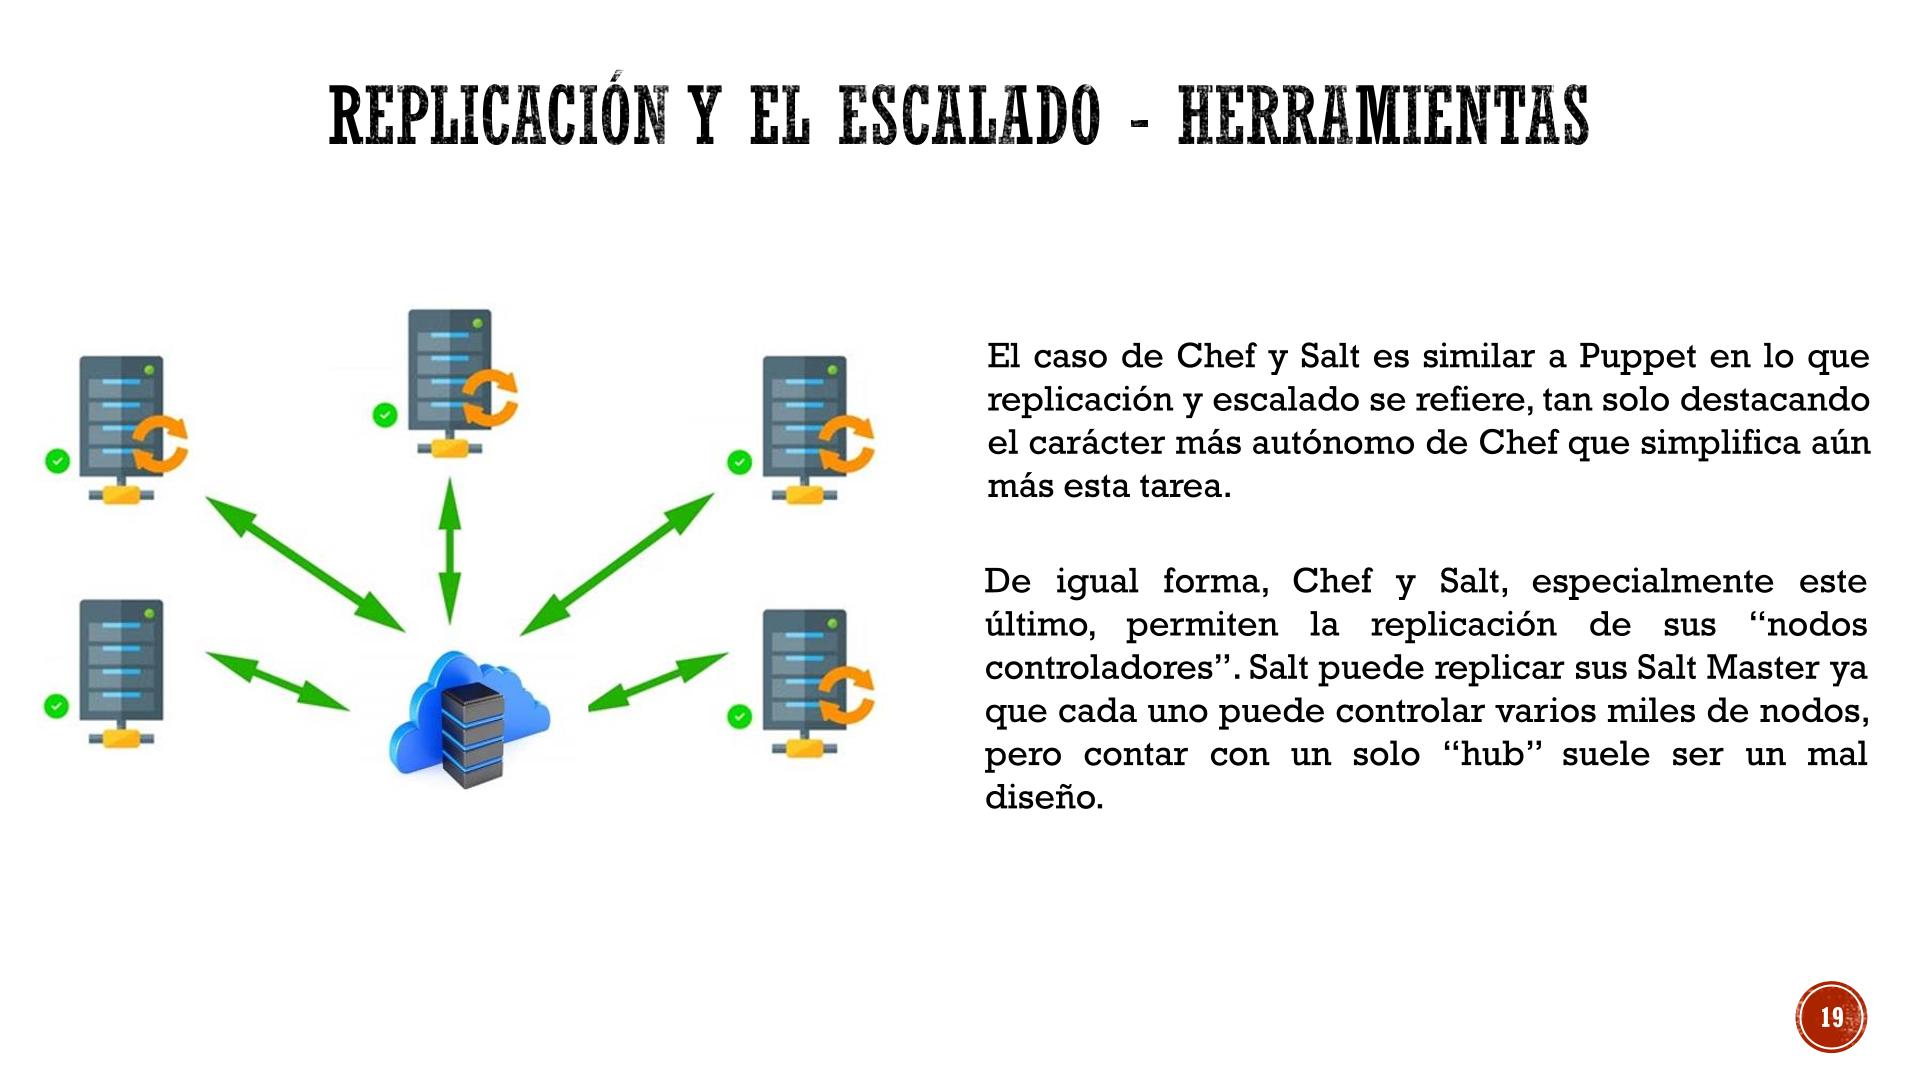 REPLICACIÓN Y EL ESCALADO - HERRAMIENTAS
El caso de Chef y Salt es similar a Puppet en lo que
replicación y escalado se refiere, tan solo destacando
el carácter más autónomo de Chef que simplifica aún
más esta tarea.
De igual forma, Chef y Salt, especialmente este
último, permiten la replicación de sus “nodos
controladores”. Salt puede replicar sus Salt Master ya
que cada uno puede controlar varios miles de nodos,
pero contar con un solo “hub” suele ser un mal
diseño.
19